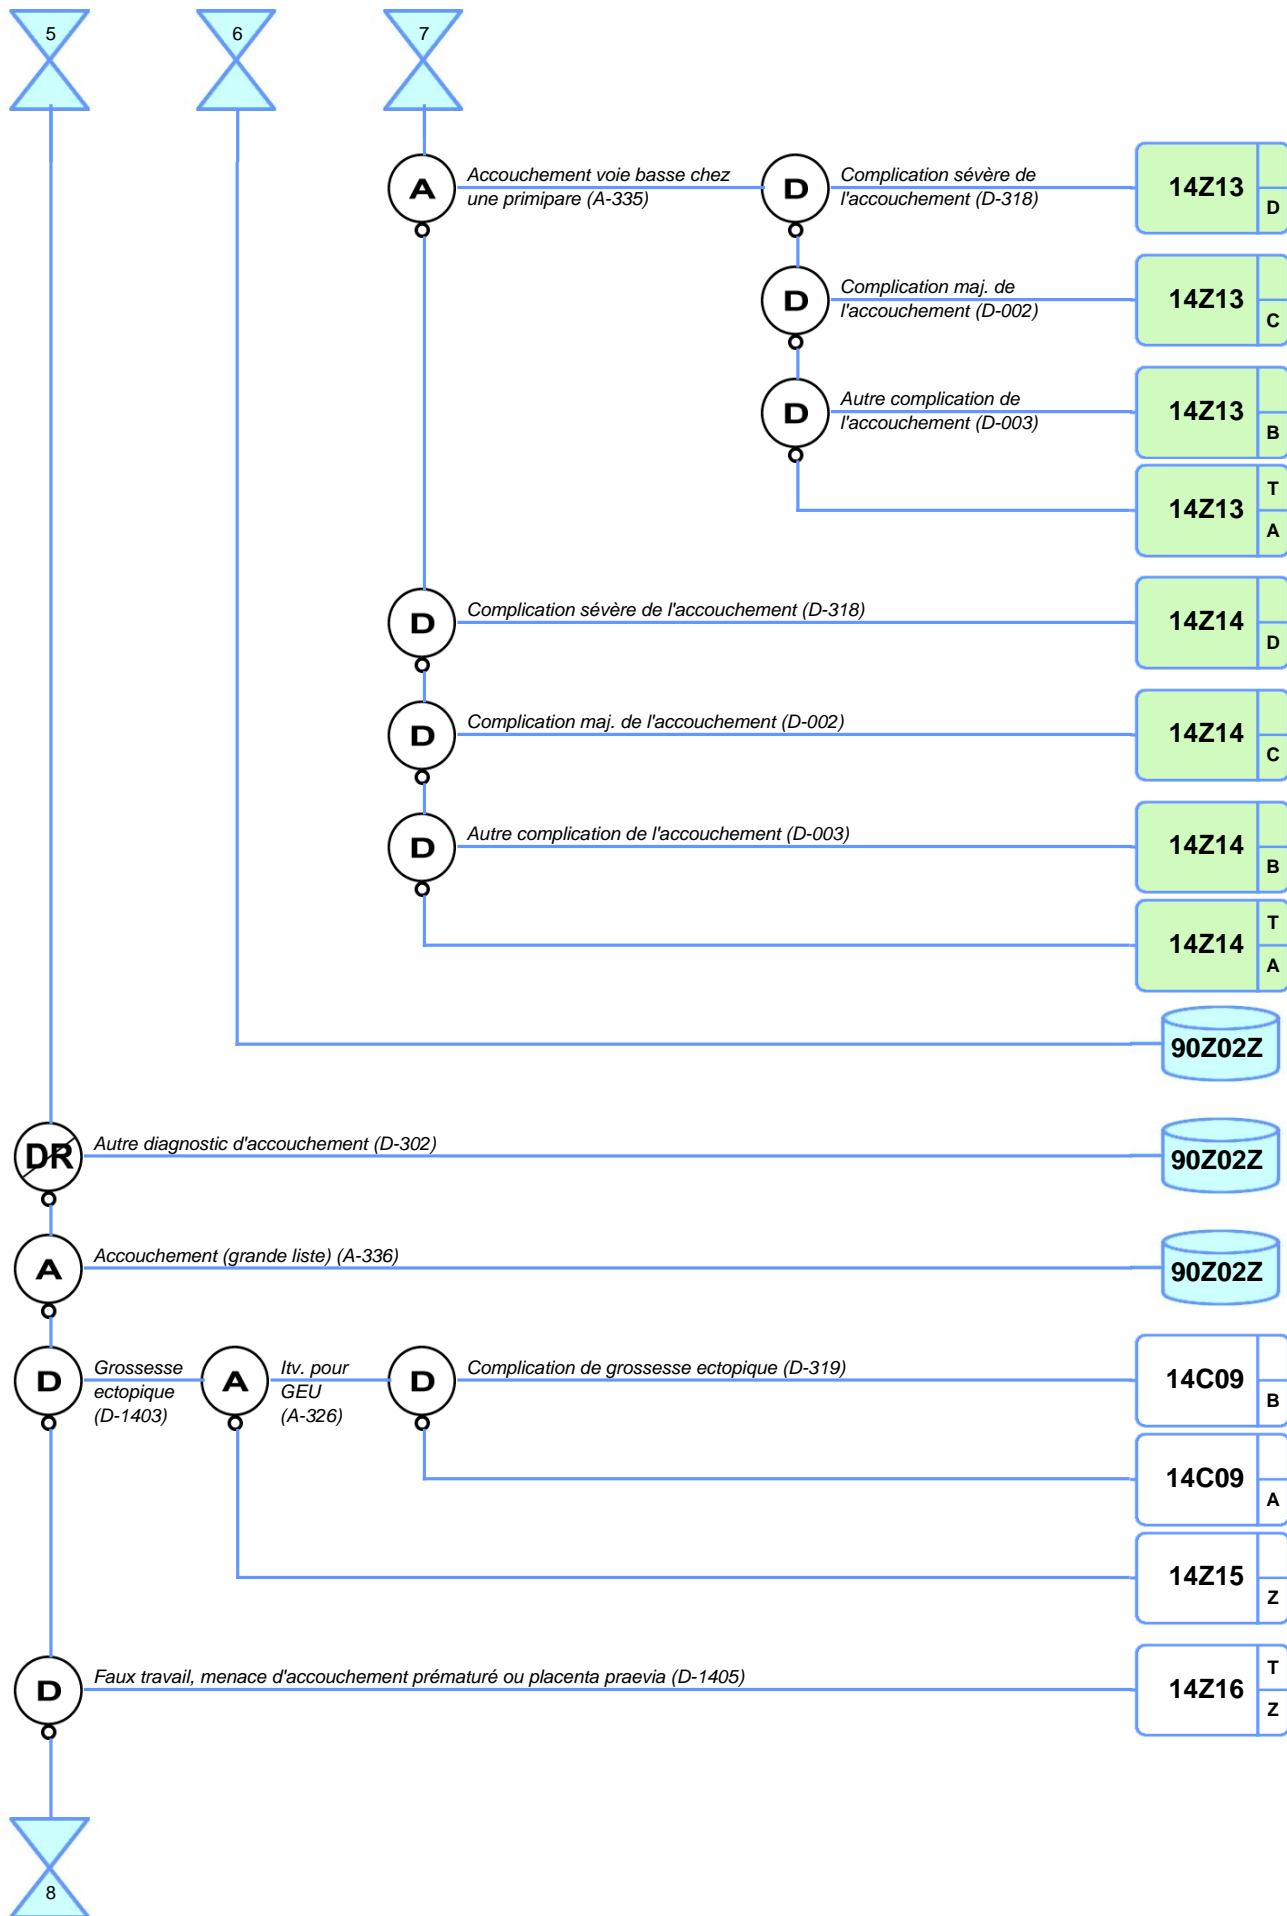 5
6
7
A
Accouchement voie basse chez
une primipare (A-335)
D
Complication sévère de
l'accouchement (D-318)
14Z13
D
D
Complication maj. de
l'accouchement (D-002)
14Z13
C
D
Autre complication de
l'accouchement (D-003)
14Z13
B
14Z13
T
A
D
Complication sévère de l'accouchement (D-318)
14Z14
D
D
Complication maj. de l'accouchement (D-002)
14Z14
C
D
Autre complication de l'accouchement (D-003)
14Z14
B
14Z14
T
A
90Z02Z
DR
Autre diagnostic d'accouchement (D-302)
90Z02Z
A
Accouchement (grande liste) (A-336)
90Z02Z
D
Grossesse
ectopique
(D-1403)
A
Itv. pour
GEU
(A-326)
D
Complication de grossesse ectopique (D-319)
14C09
B
14C09
A
14Z15
Z
D
Faux travail, menace d'accouchement prématuré ou placenta praevia (D-1405)
14Z16
T
Z
8